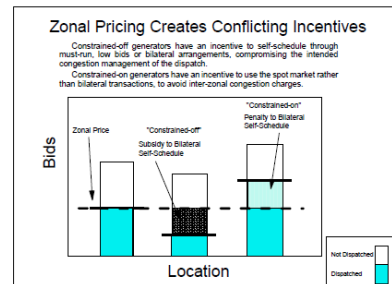 Zonal Pricing Creates Conflicting Incentives
Constrained-off generators have an incentive to self-schedule through
must-run, low bids or bilateral arrangements, compromising the intended
congestion management of the dispatch.
Constrained-on generators have an incentive to use the spot market rather
than bilateral transactions, to avoid inter-zonal congestion charges.
"Constrained-on"
Penalty to Bilateral
Self-Schedule
Zonal Price
"Constrained-off"
Subsidy to Bilateral
Self-Schedule
Bids
Location
Not Dispatched
Dispatched